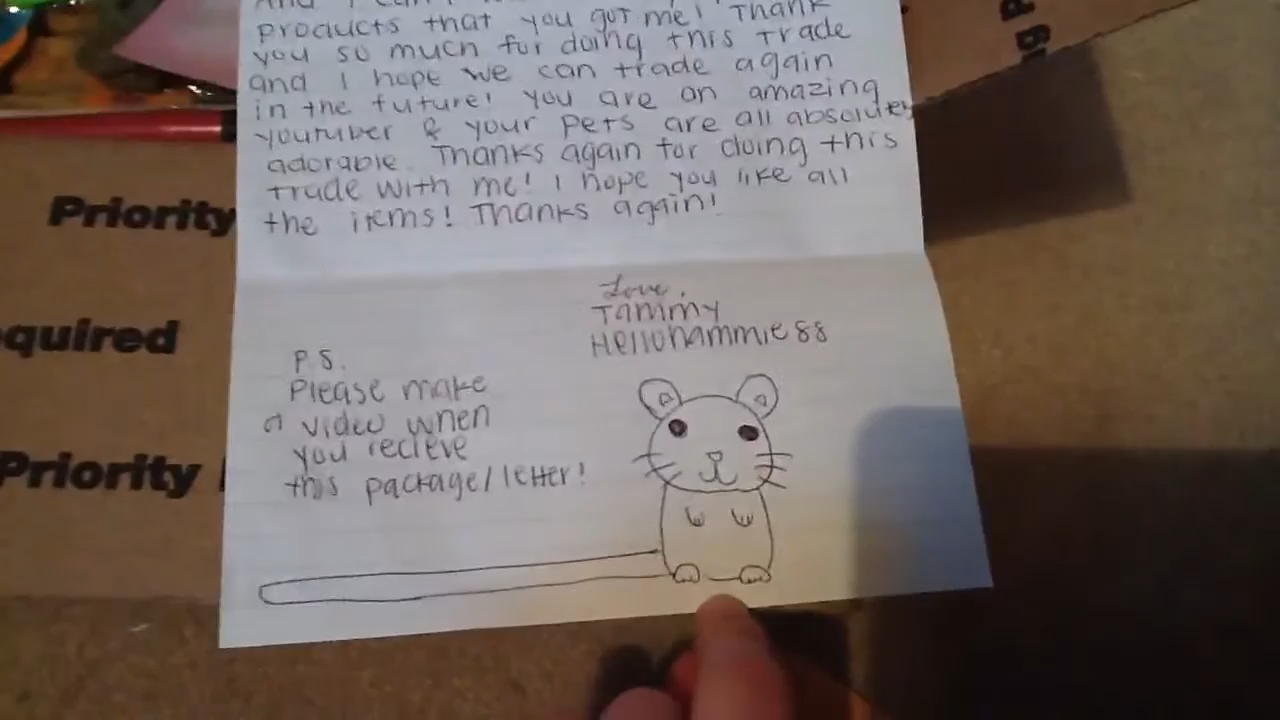 And I can't
products that you got me! Thank
you so much for doing this trade
and I hope we can trade again
in the future! you are an amazing
youtuber & your pets are all absolutely
adorable. Thanks again for doing this
trade with me! I hope you like all
the items! Thanks again!
Love,
Tammy
Hellohammie88
P.S.
Please make
a video when
you recieve
this package/letter!
Priority
quired
Priority
g P